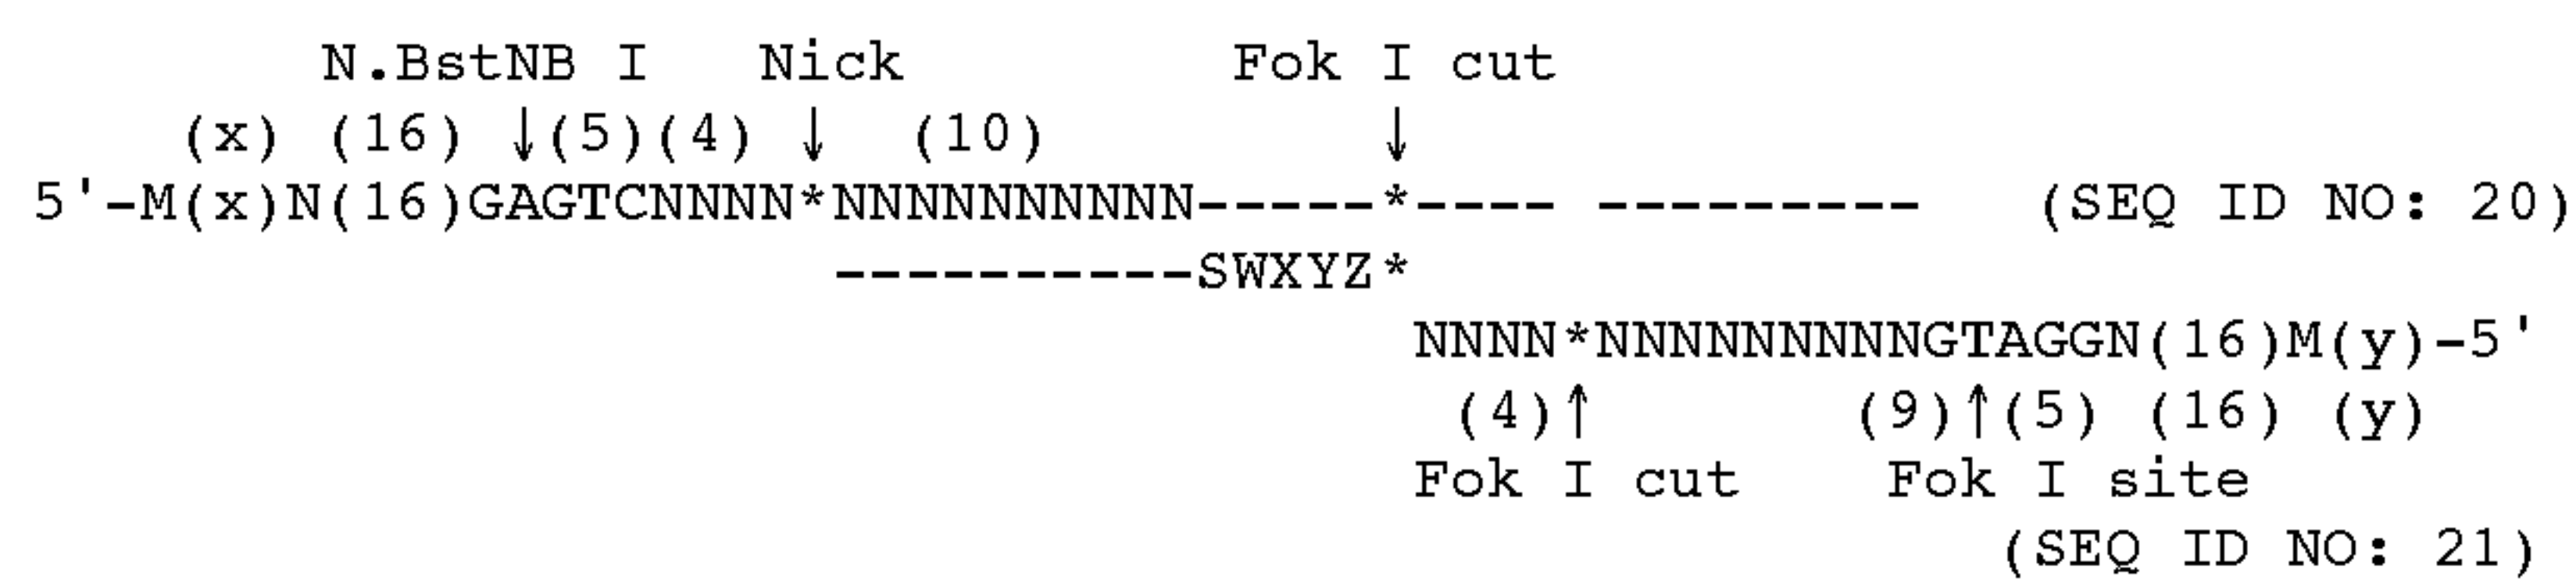 N.BstNB I Nick Fok I cut
(x) (16) ↓(5)(4) ↓ (10) ↓
5'-M(x)N(16)GAGTCNNNN*NNNNNNNNNN-----*---- --------- (SEQ ID NO: 20)
----------SWXYZ*
NNNN*NNNNNNNNNGTAGGN(16)M(y)-5'
(4)↑ (9)↑(5) (16) (y)
Fok I cut Fok I site
(SEQ ID NO: 21)